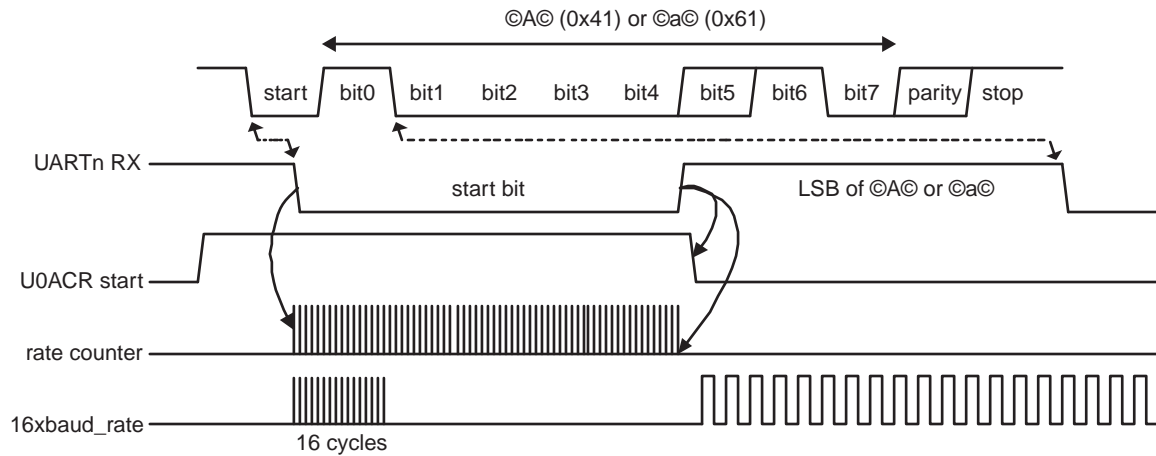 ©A© (0x41) or ©a© (0x61)
start bit0 bit1 bit2 bit3 bit4 bit5 bit6 bit7 parity stop
UARTn RX
start bit
LSB of ©A© or ©a©
U0ACR start
rate counter
16xbaud_rate
16 cycles